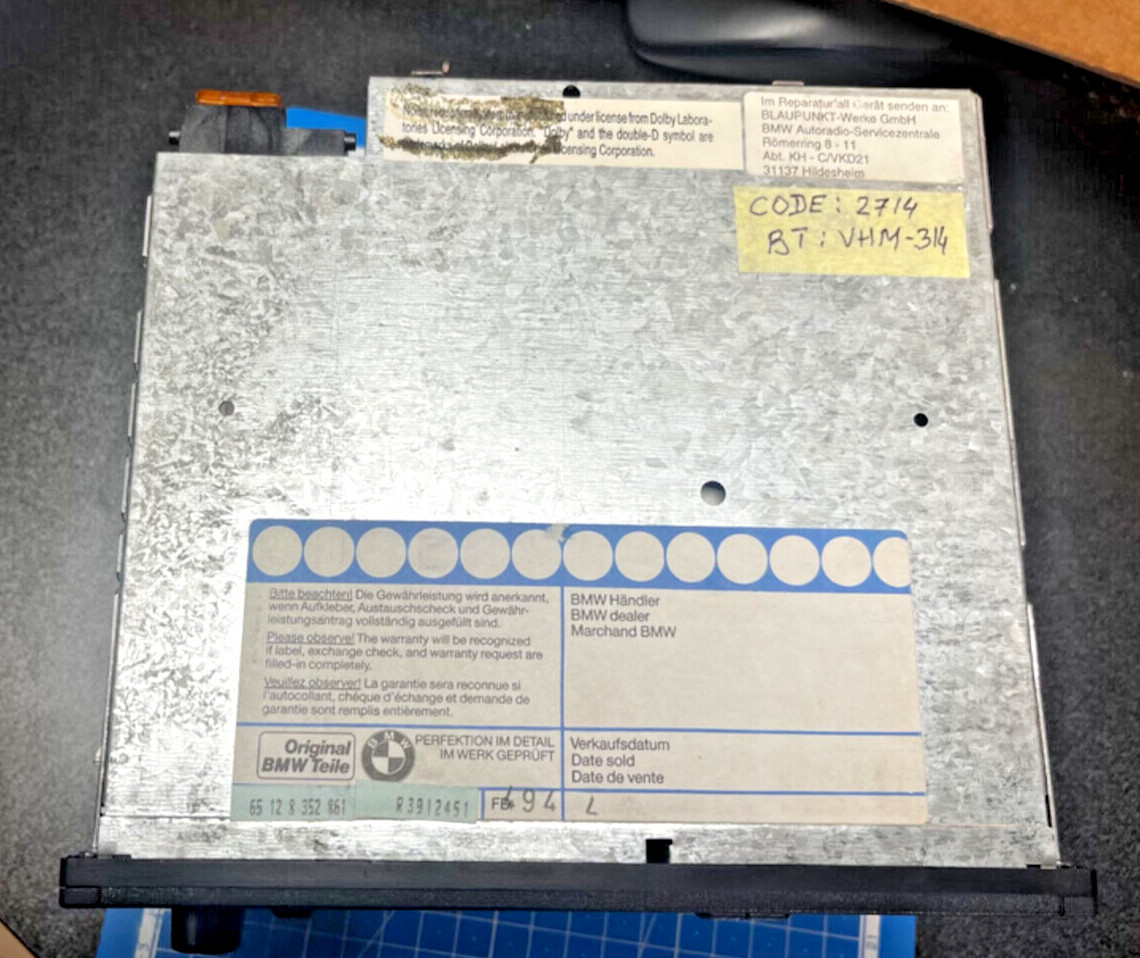 under license from Dolby Labora-
tories Licensing Corporation. "Dolby" and the double-D symbol are
Licensing Corporation.
Im Reparaturfall Gerät senden an:
BLAUPUNKT-Werke GmbH
BMW Autoradio-Servicezentrale
Römerring 8 - 11
Abt. KH - C/VKD21
31137 Hildesheim
CODE: 2714
BT: VHM-314
Bitte beachten! Die Gewährleistung wird anerkannt,
wenn Aufkleber, Austauschscheck und Gewähr-
leistungsantrag vollständig ausgefüllt sind.
Please observe! The warranty will be recognized
if label, exchange check, and warranty request are
filled-in completely.
Veuillez observer! La garantie sera reconnue si
l'autocollant, chèque d'échange et demande de
garantie sont remplis entièrement.
BMW Händler
BMW dealer
Marchand BMW
Original
BMW Teile
BMW
PERFEKTION IM DETAIL
IM WERK GEPRÜFT
Verkaufsdatum
Date sold
Date de vente
65 12 8 352 861
R3912451
494
L